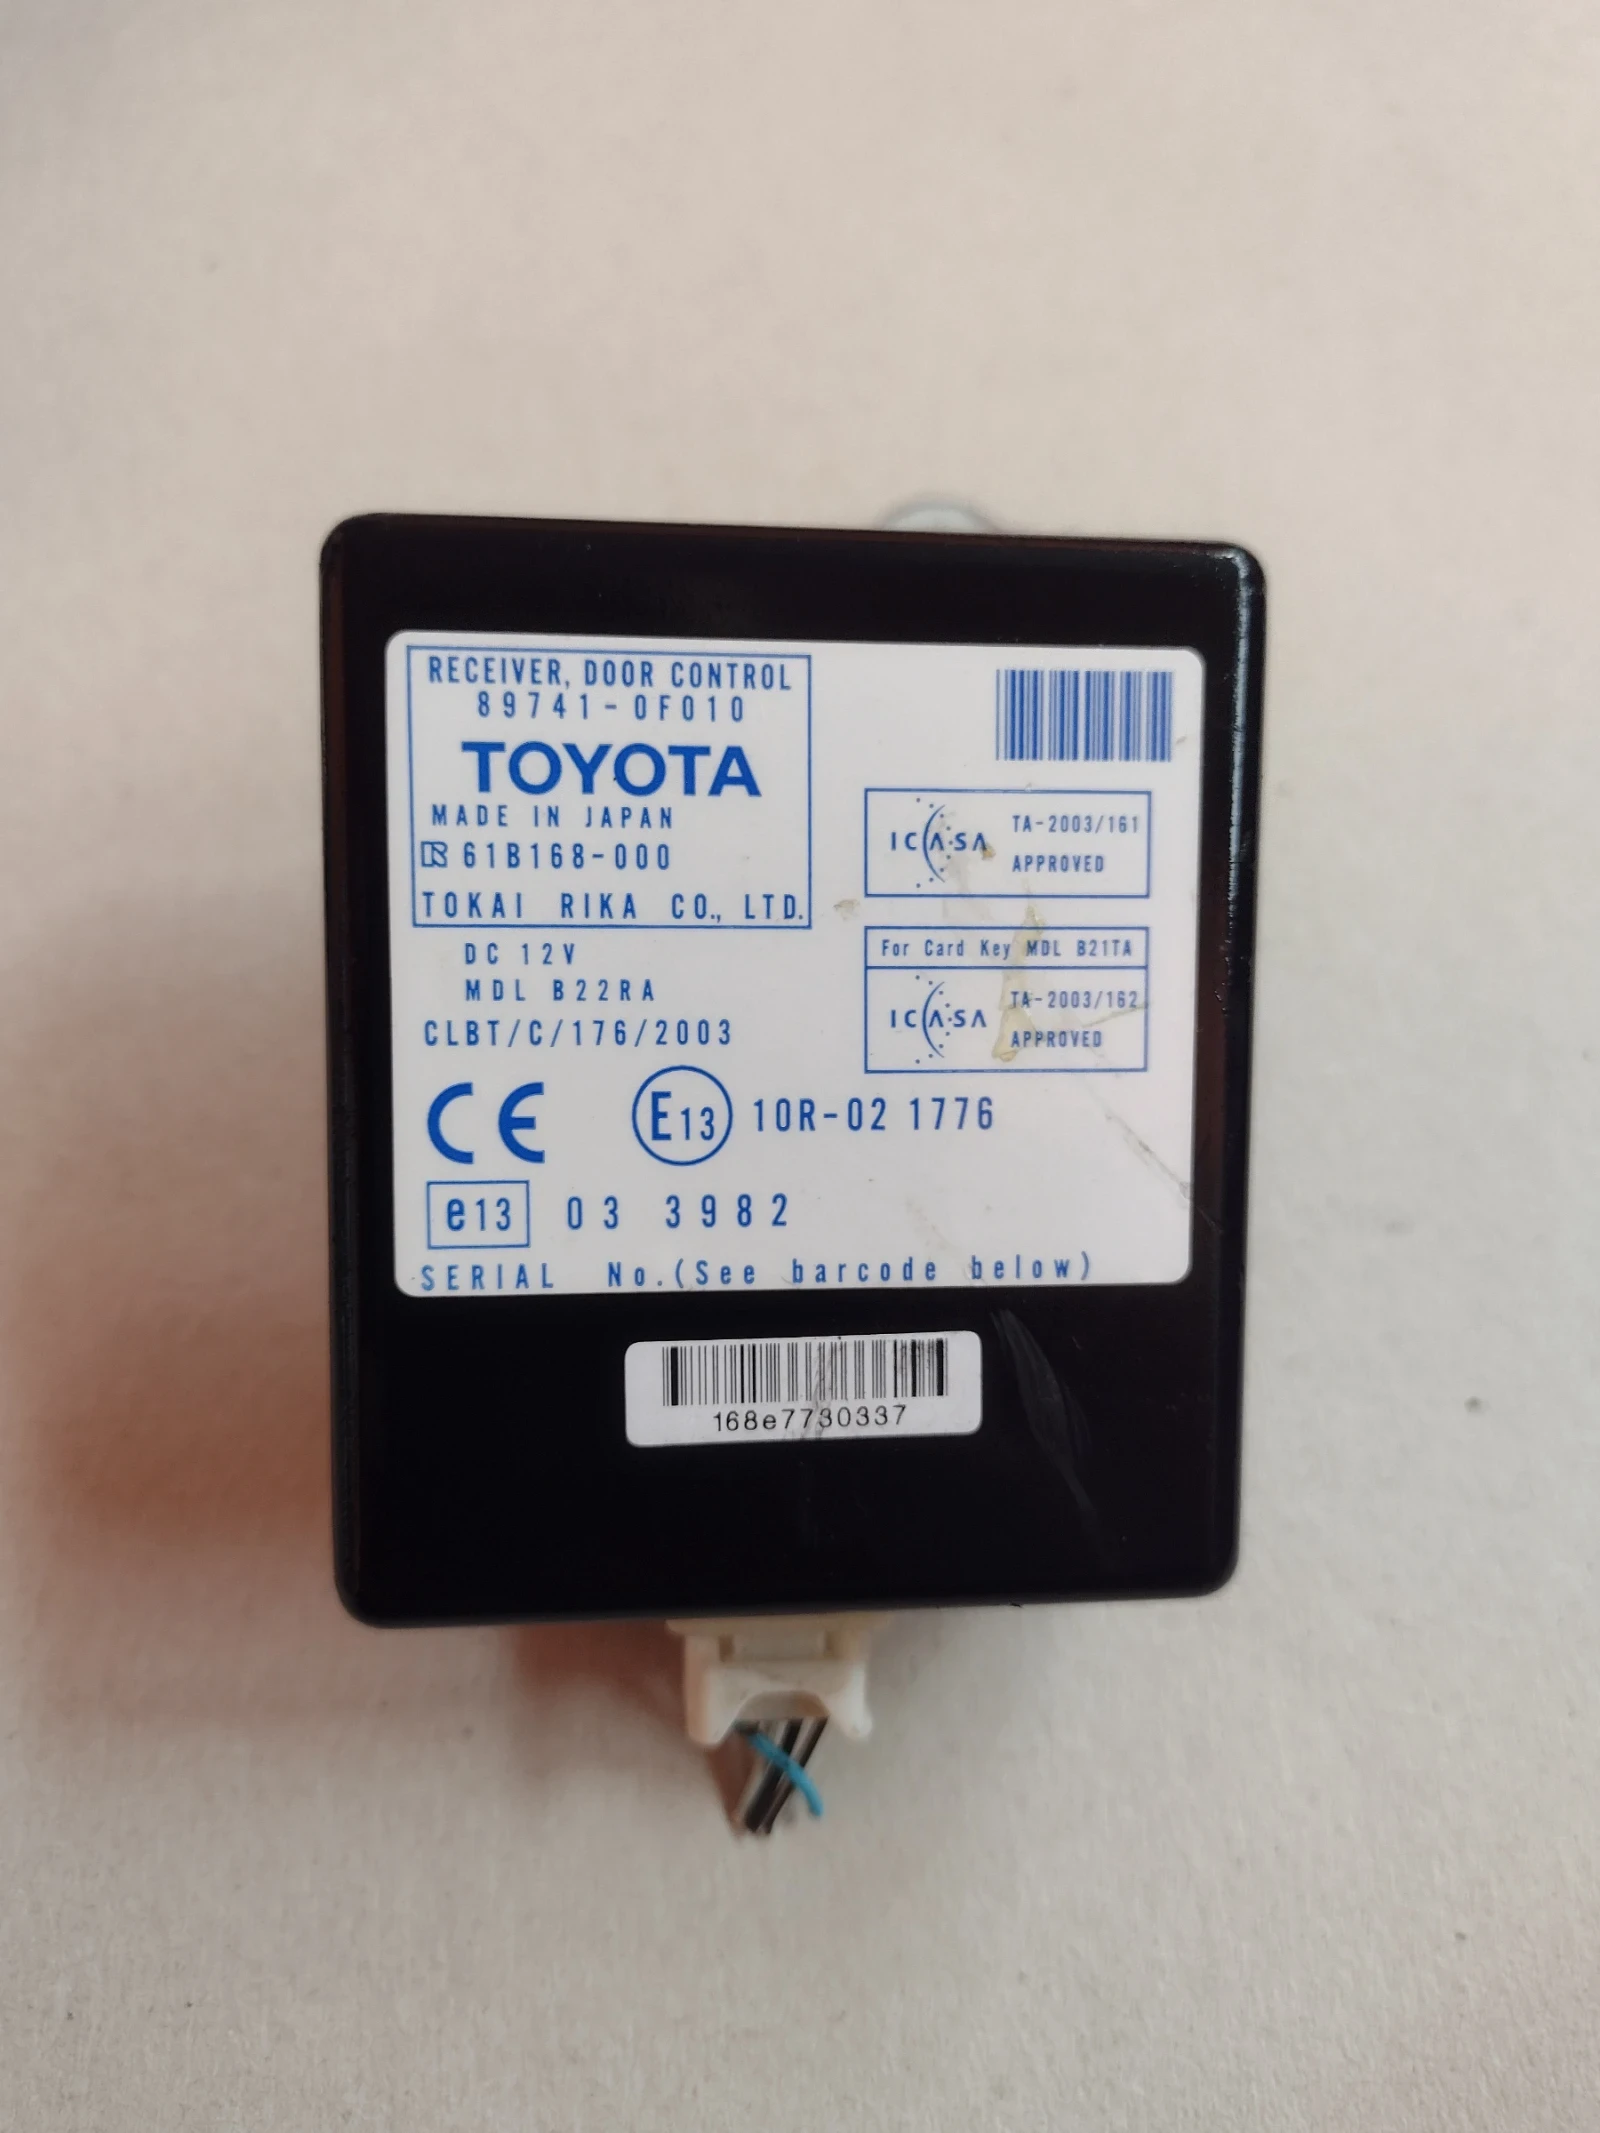 RECEIVER, DOOR CONTROL
89741-0F010
TOYOTA
MADE IN JAPAN
61B168-000
TOKAI RIKA CO., LTD.
DC 12V
MDL B22RA
CLBT/C/176/2003
ICASA TA-2003/161
APPROVED
For Card Key MDL B21TA
ICASA TA-2003/162
APPROVED
CE E13 10R-02 1776
e13 03 3982
SERIAL No.(See barcode below)
168e7730337